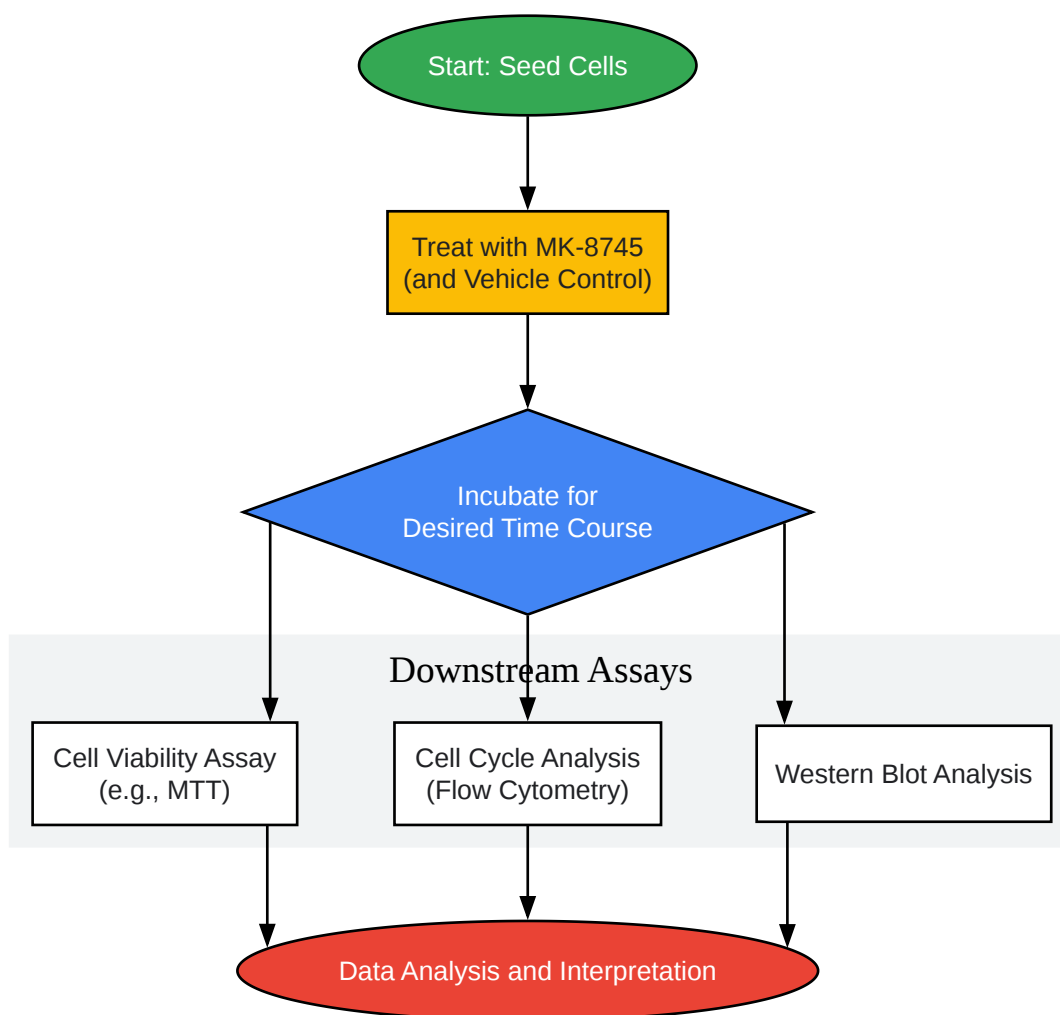 Start: Seed Cells
Treat with MK-8745
(and Vehicle Control)
Incubate for
Desired Time Course
Downstream Assays
Cell Viability Assay
(e.g., MTT)
Cell Cycle Analysis
(Flow Cytometry)
Western Blot Analysis
Data Analysis and Interpretation